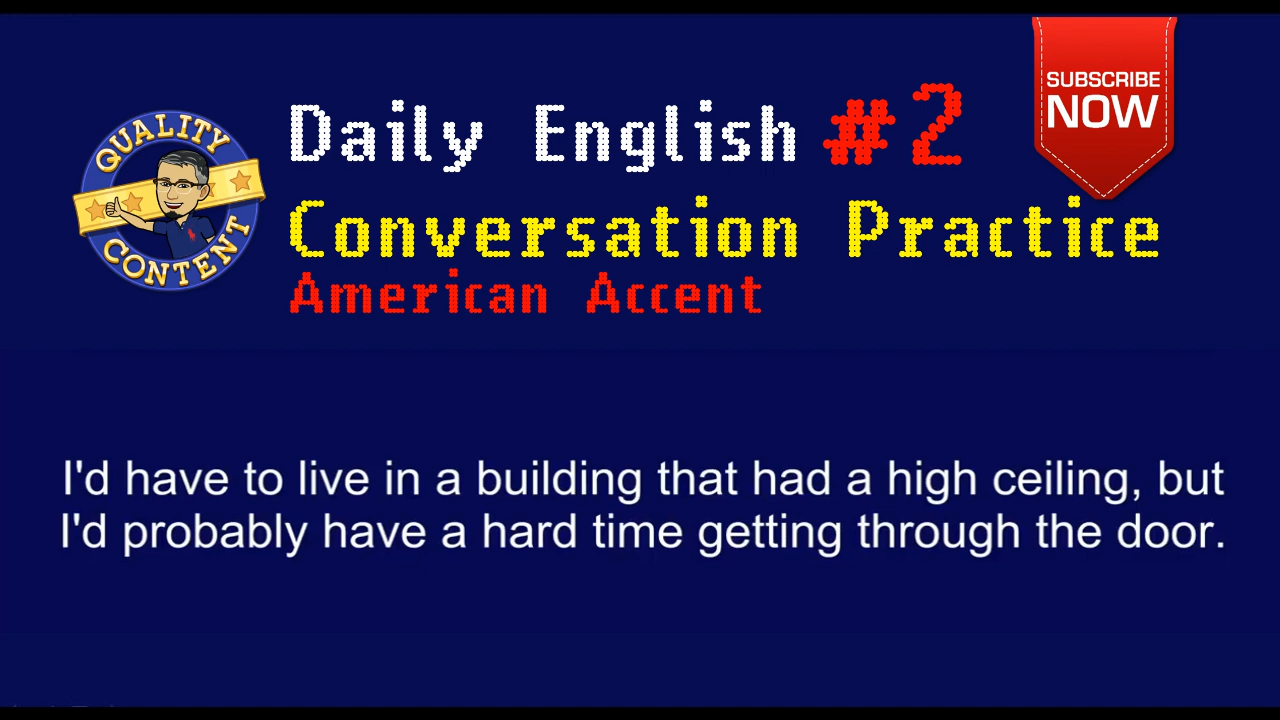 QUALITY
CONTENT
Daily English #2
Conversation Practice
American Accent
SUBSCRIBE
NOW
I'd have to live in a building that had a high ceiling, but
I'd probably have a hard time getting through the door.